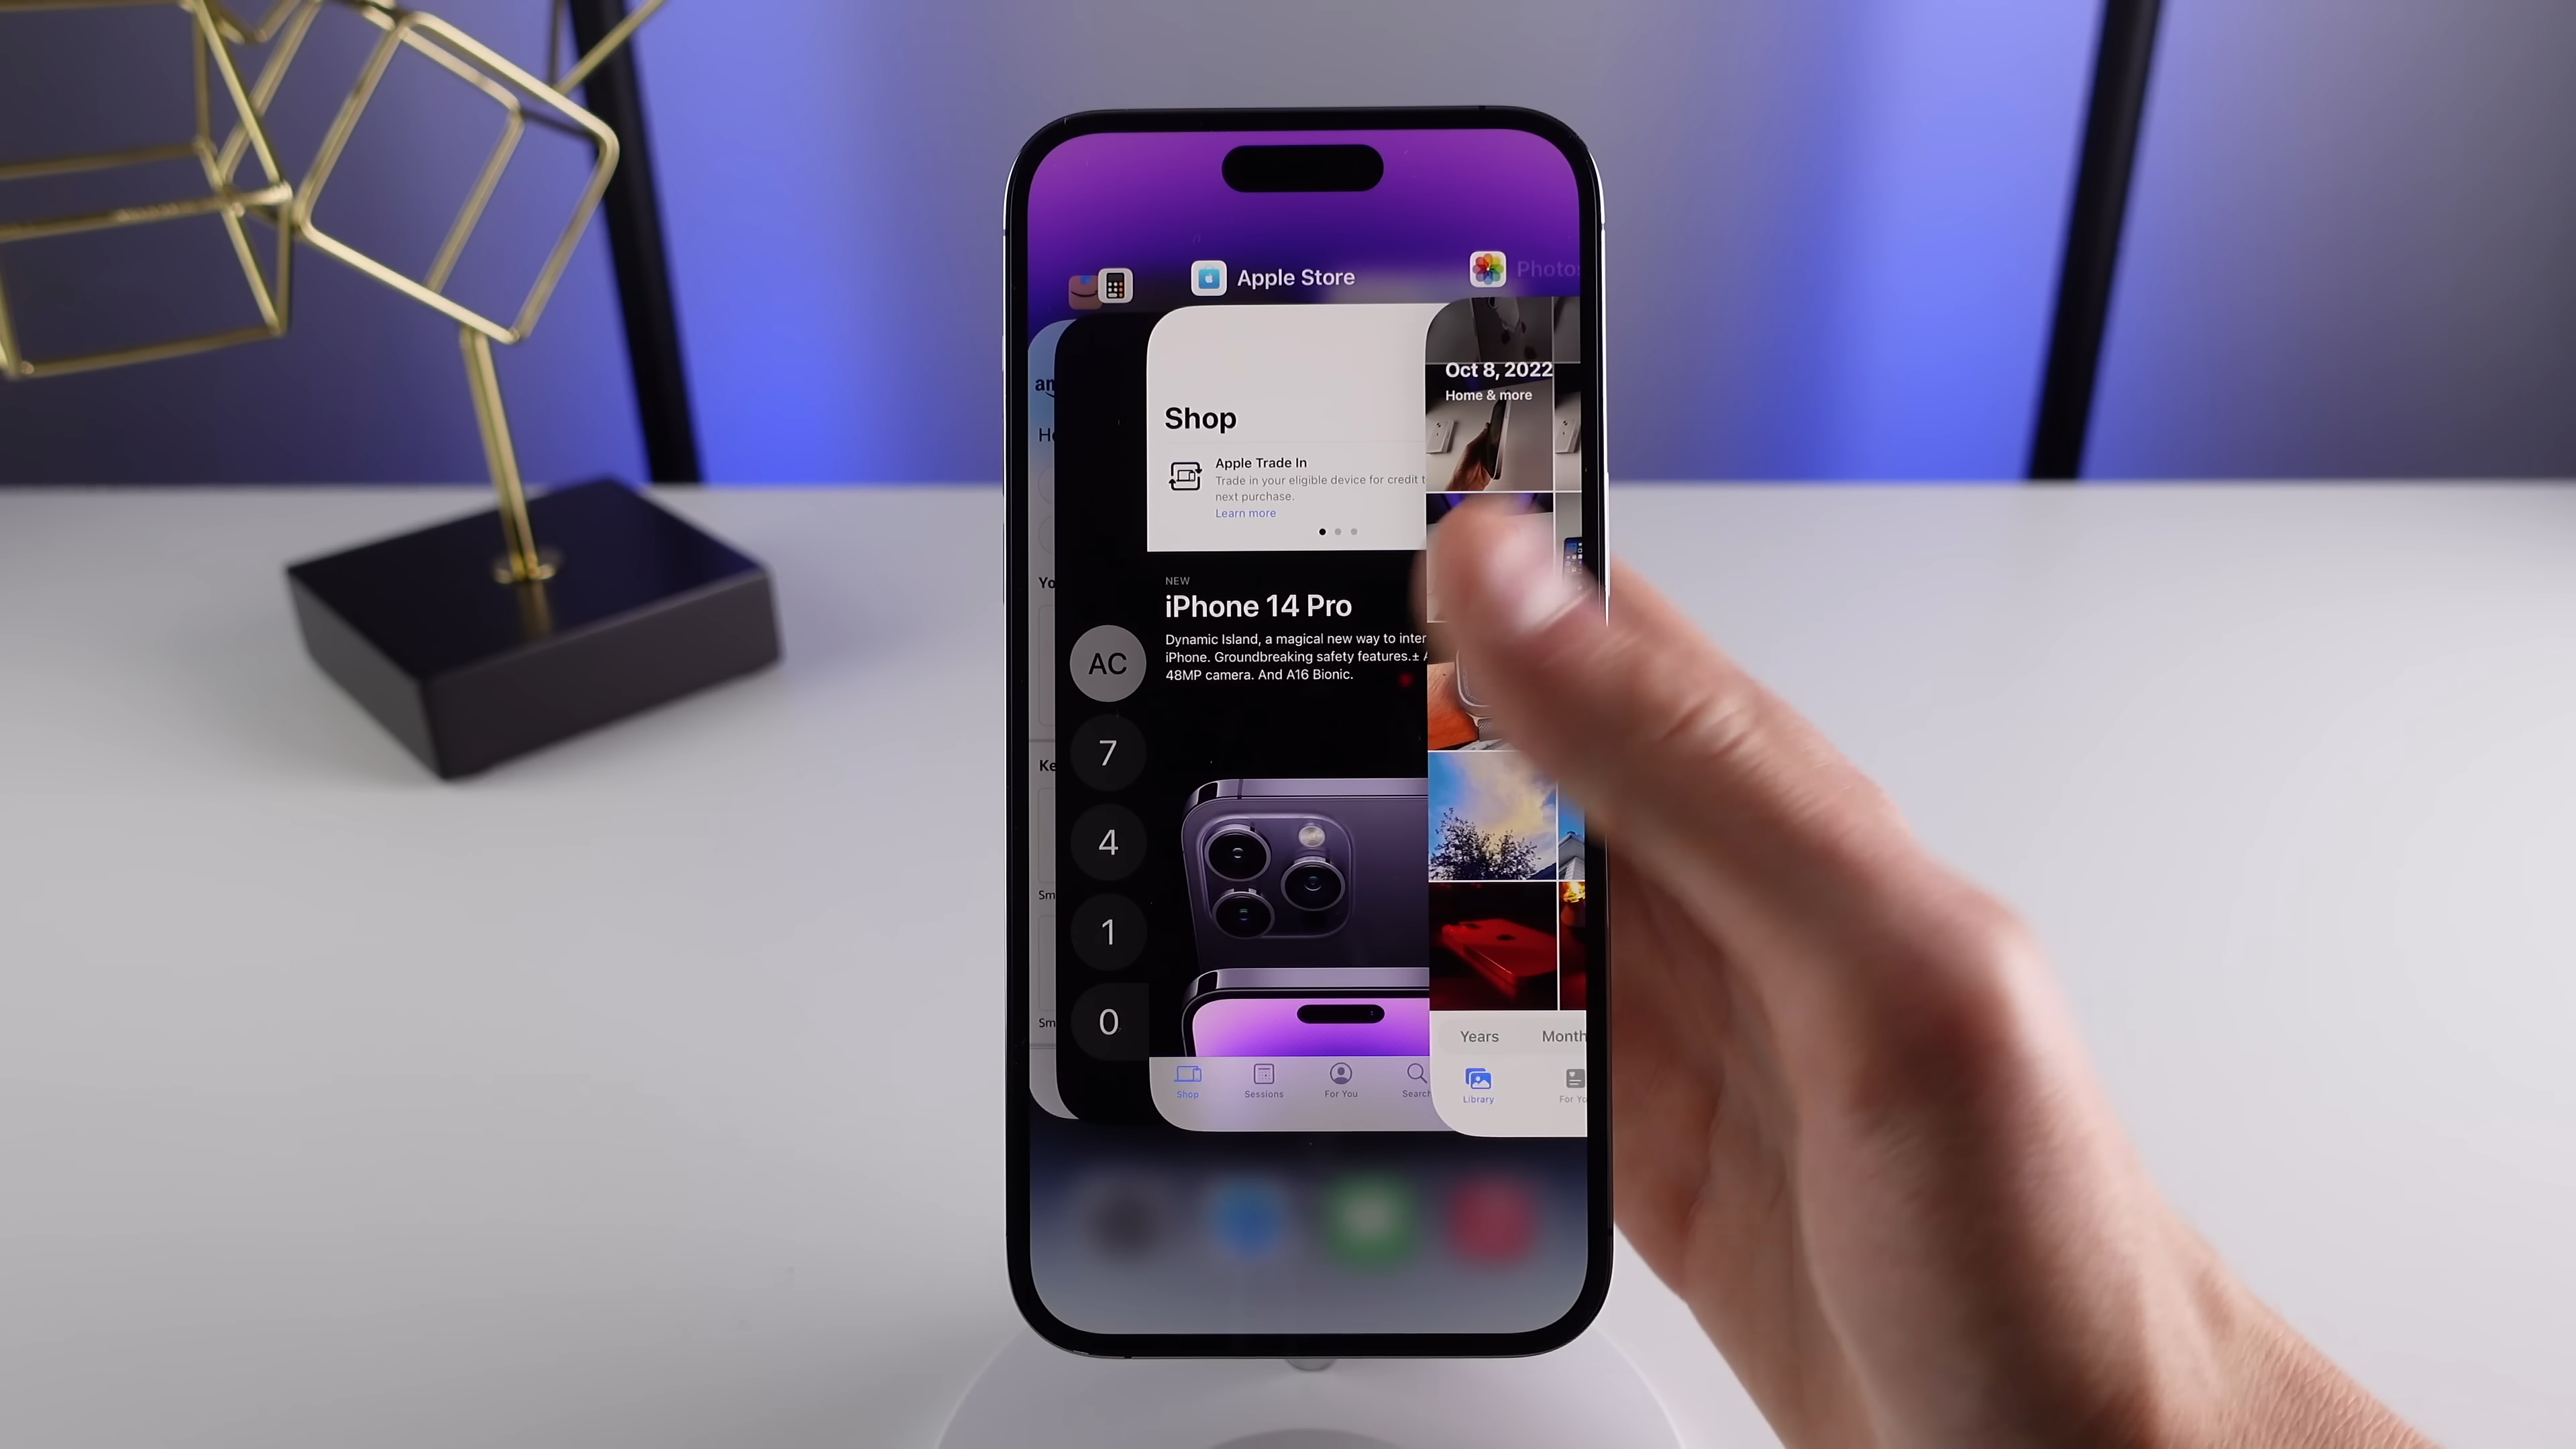 Apple Store
Photos
Oct 8, 2022
Home & more
Shop
Apple Trade In
Trade in your eligible device for credit
next purchase.
Learn more
NEW
iPhone 14 Pro
Dynamic Island, a magical new way to
iPhone. Groundbreaking safety features.±
48MP camera. And A16 Bionic.
AC
7
4
1
0
Years
Month
Shop
Sessions
For You
Search
Library
For